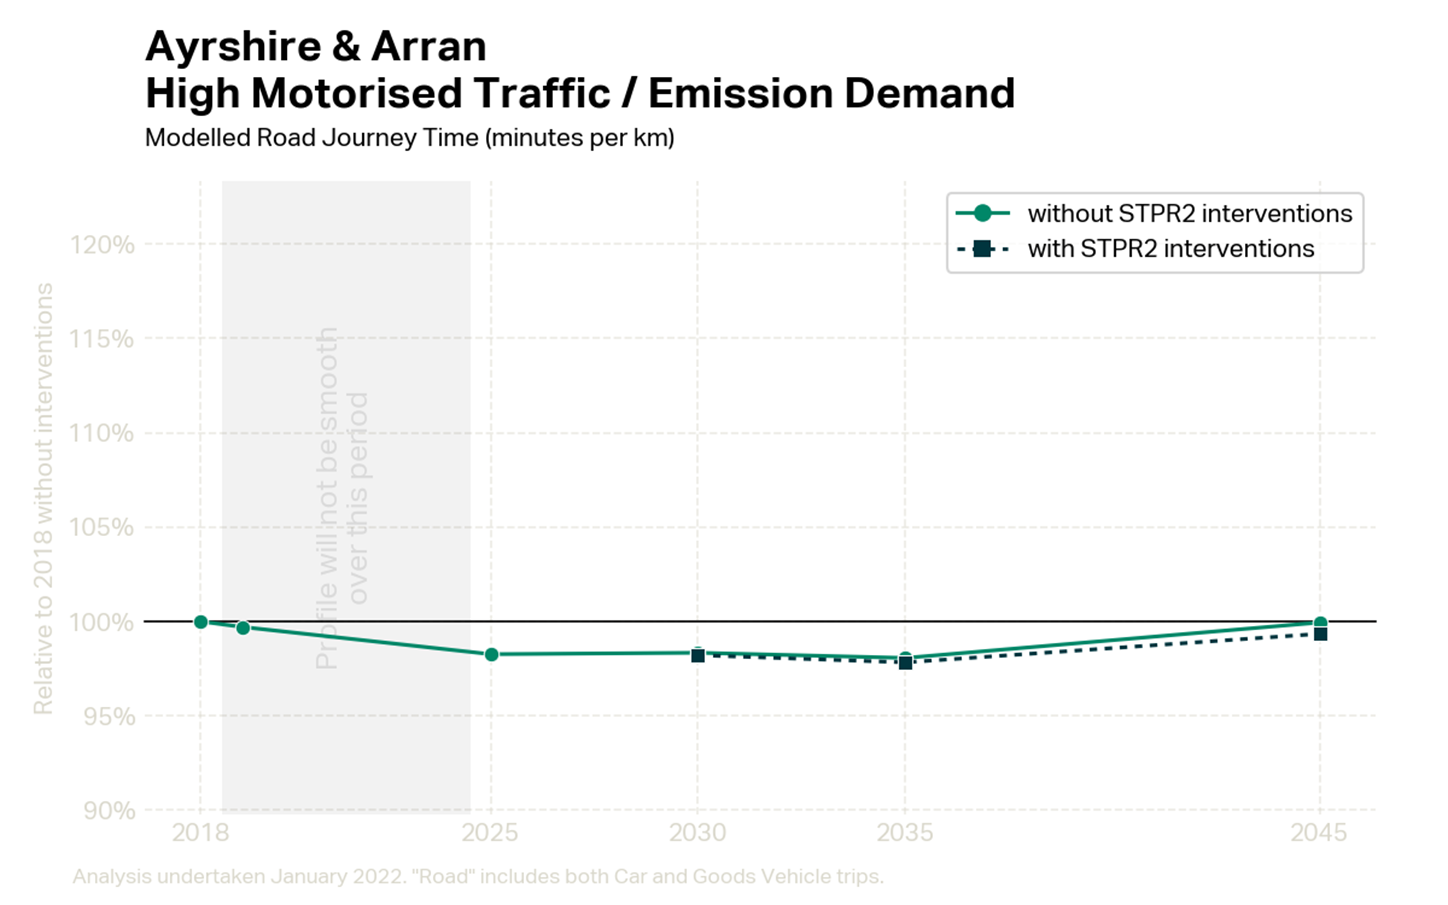 Ayrshire & Arran
High Motorised Traffic / Emission Demand
Modelled Road Journey Time (minutes per km)
without STPR2 interventions
with STPR2 interventions
Relative to 2018 without interventions
120%
115%
110%
105%
100%
95%
90%
Profile will not be smooth
over this period
2018
2025
2030
2035
2045
Analysis undertaken January 2022. "Road" includes both Car and Goods Vehicle trips.